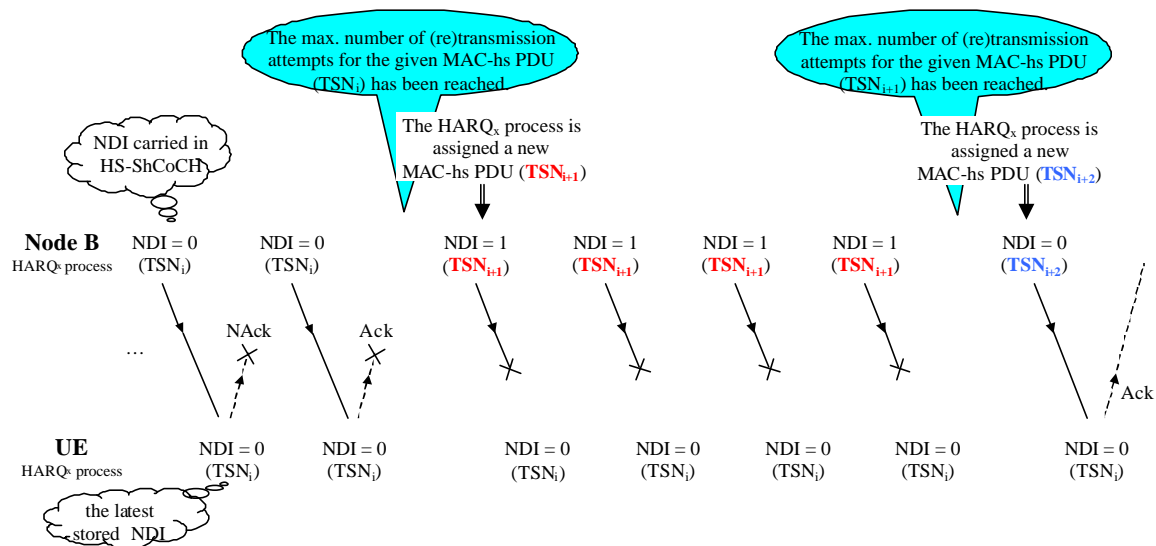 The max. number of (re)transmission
attempts for the given MAC-hs PDU
(TSNi) has been reached.
The max. number of (re)transmission
attempts for the given MAC-hs PDU
(TSNi+1) has been reached.
The HARQx process is
assigned a new
MAC-hs PDU (TSNi+1)
The HARQx process is
assigned a new
MAC-hs PDU (TSNi+2)
NDI carried in
HS-ShCoCH
Node B
HARQx process
NDI = 0
(TSNi)
NDI = 0
(TSNi)
NDI = 1
(TSNi+1)
NDI = 1
(TSNi+1)
NDI = 1
(TSNi+1)
NDI = 1
(TSNi+1)
NDI = 0
(TSNi+2)
...
NAck
Ack
Ack
UE
HARQx process
NDI = 0
(TSNi)
NDI = 0
(TSNi)
NDI = 0
(TSNi)
NDI = 0
(TSNi)
NDI = 0
(TSNi)
NDI = 0
(TSNi)
NDI = 0
(TSNi)
the latest
stored NDI